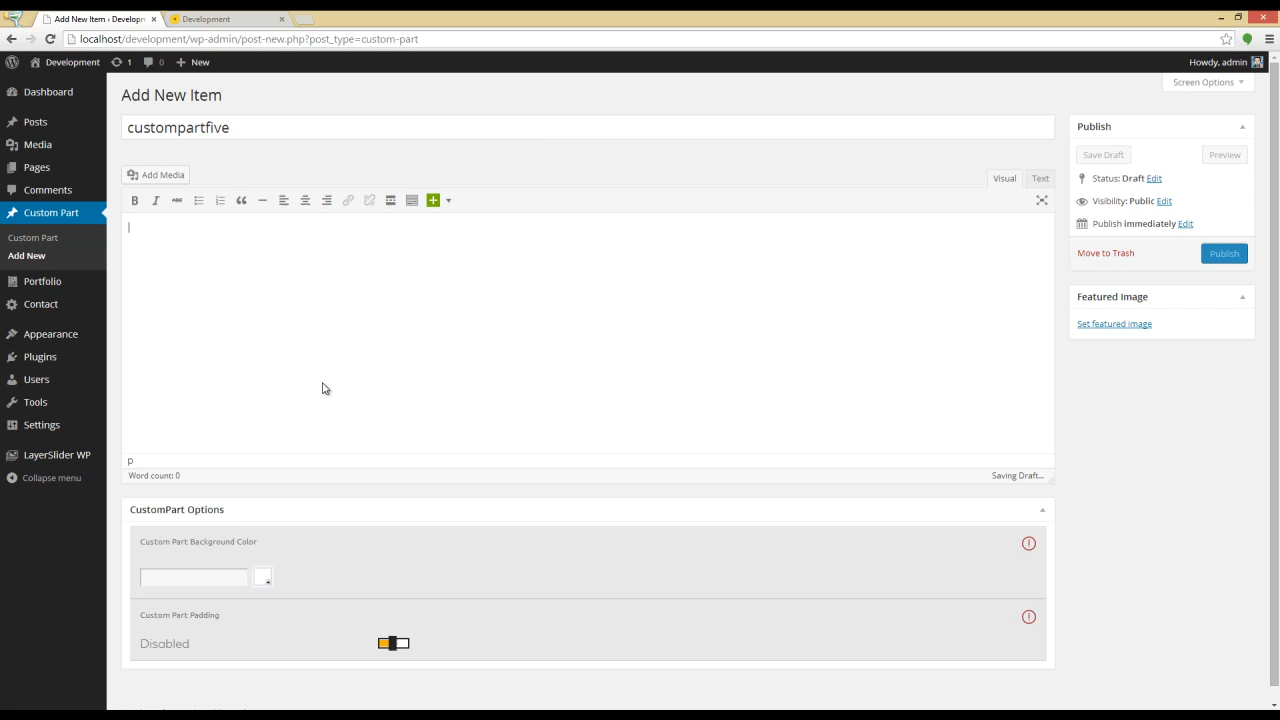 Add New Item ‹ Developm
Development
localhost/development/wp-admin/post-new.php?post_type=custom-part
Development
1
0
New
Howdy, admin
Screen Options
Dashboard
Posts
Media
Pages
Comments
Custom Part
Custom Part
Add New
Portfolio
Contact
Appearance
Plugins
Users
Tools
Settings
LayerSlider WP
Collapse menu
Add New Item
custompartfive
Add Media
Visual
Text
B I ABC
p
Word count: 0
Saving Draft...
CustomPart Options
Custom Part Background Color
Custom Part Padding
Disabled
Publish
Save Draft
Preview
Status: Draft Edit
Visibility: Public Edit
Publish immediately Edit
Move to Trash
Publish
Featured Image
Set featured image